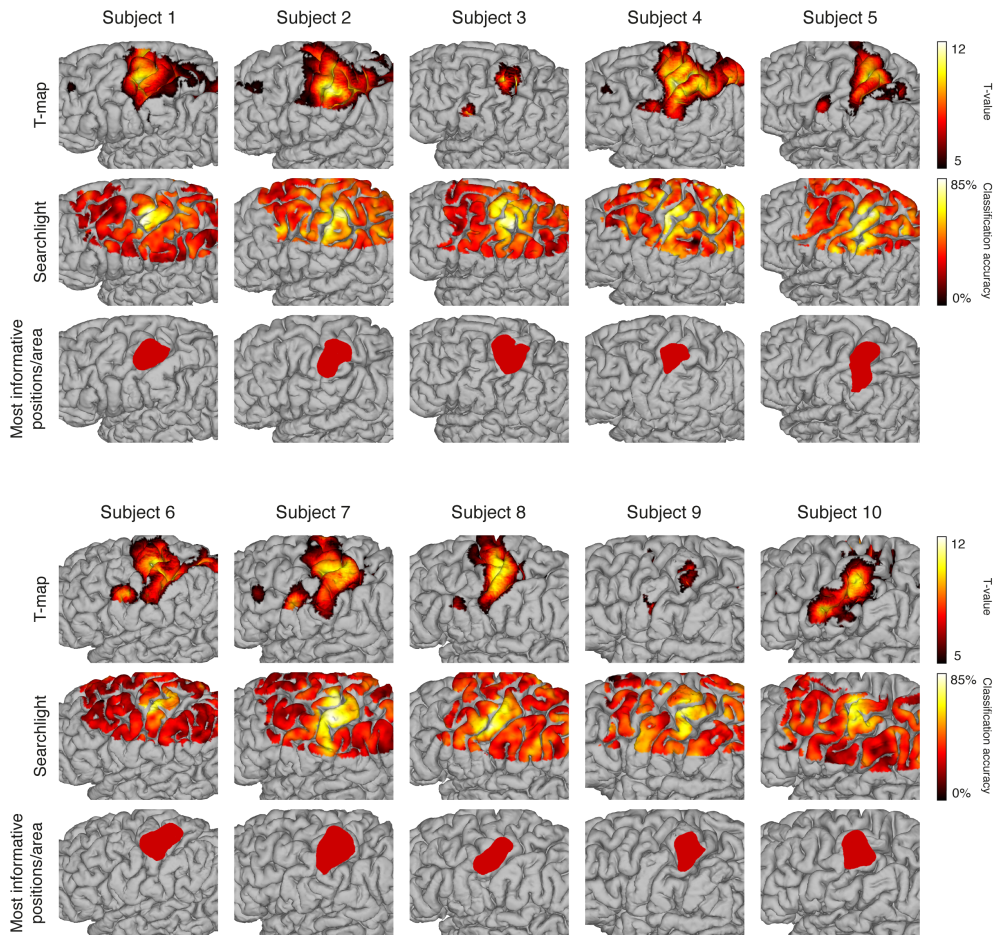 Subject 1
Subject 2
Subject 3
Subject 4
Subject 5
T-map
12
T-value
5
Searchlight
85%
Classification accuracy
0%
Most informative
positions/area
Subject 6
Subject 7
Subject 8
Subject 9
Subject 10
T-map
12
T-value
5
Searchlight
85%
Classification accuracy
0%
Most informative
positions/area